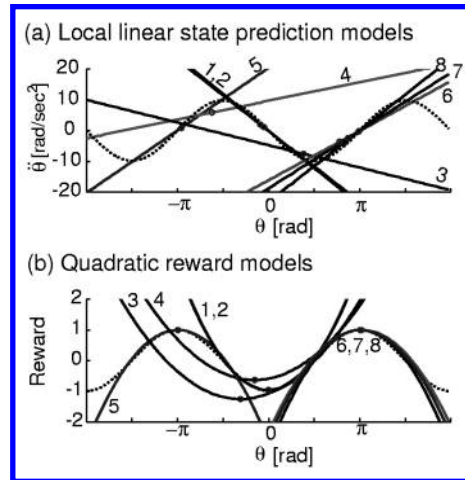 (a) Local linear state prediction models
20
10
0
-10
-20
θ̈ [rad/sec²]
1,2
5
4
8
7
6
3
−π
π
θ [rad]
(b) Quadratic reward models
2
1
0
-1
-2
Reward
3
4
1,2
6,7,8
5
−π
0
π
θ [rad]